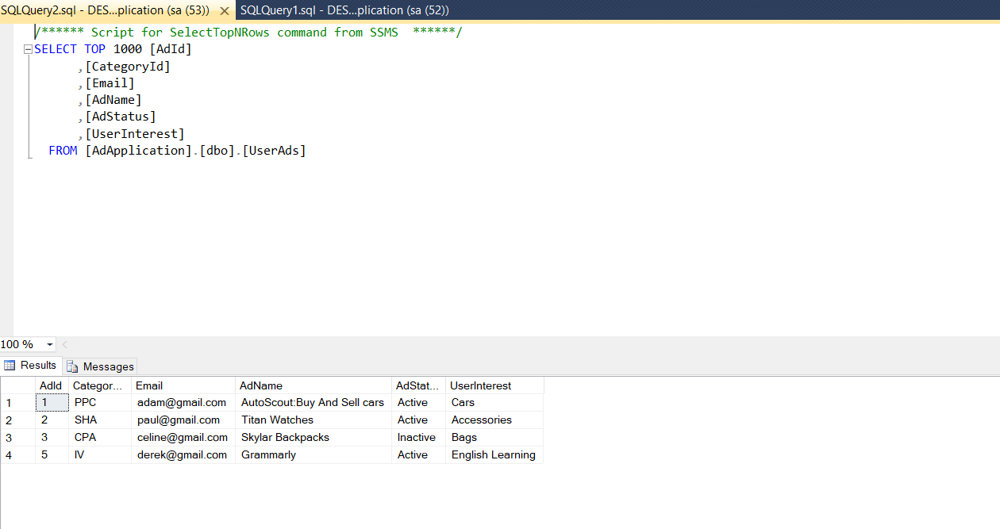 SQLQuery2.sql - DES...plication (sa (53)) SQLQuery1.sql - DES...plication (sa (52))
/****** Script for SelectTopNRows command from SSMS  ******/
SELECT TOP 1000 [AdId]
,[CategoryId]
,[Email]
,[AdName]
,[AdStatus]
,[UserInterest]
FROM [AdApplication].[dbo].[UserAds]
100 %
Results Messages
AdId Categor... Email AdName AdStat... UserInterest
1 1 PPC adam@gmail.com AutoScout:Buy And Sell cars Active Cars
2 2 SHA paul@gmail.com Titan Watches Active Accessories
3 3 CPA celine@gmail.com Skylar Backpacks Inactive Bags
4 5 IV derek@gmail.com Grammarly Active English Learning